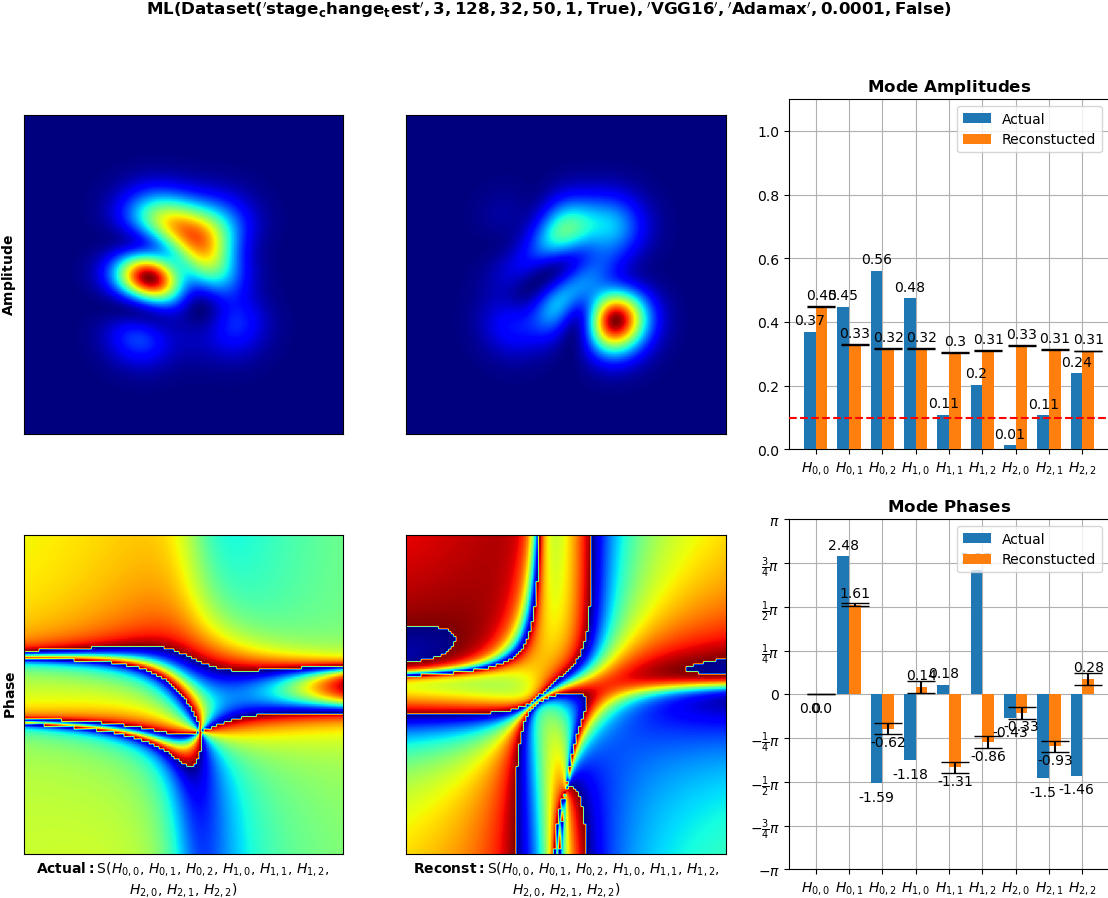 ML(Dataset('stage_change_test', 3, 128, 32, 50, 1, True), 'VGG16', 'Adamax', 0.0001, False)
Amplitude
Mode Amplitudes
Actual
Reconstucted
1.0
0.8
0.6
0.4
0.2
0.0
0.37 0.45 0.56 0.48 0.11 0.2 0.01 0.11 0.24
0.45 0.33 0.32 0.32 0.3 0.31 0.33 0.31 0.31
H0,0 H0,1 H0,2 H1,0 H1,1 H1,2 H2,0 H2,1 H2,2
Phase
Actual:S(H0,0, H0,1, H0,2, H1,0, H1,1, H1,2,
H2,0, H2,1, H2,2)
Reconst:S(H0,0, H0,1, H0,2, H1,0, H1,1, H1,2,
H2,0, H2,1, H2,2)
Mode Phases
Actual
Reconstucted
π
3/4π
1/2π
1/4π
0
−1/4π
−1/2π
−3/4π
−π
0.0 2.48 -1.59 -1.18 0.18 -0.43 -1.5 -1.46
0.0 1.61 -0.62 0.14 -1.31 -0.86 -0.33 -0.93 0.28
H0,0 H0,1 H0,2 H1,0 H1,1 H1,2 H2,0 H2,1 H2,2